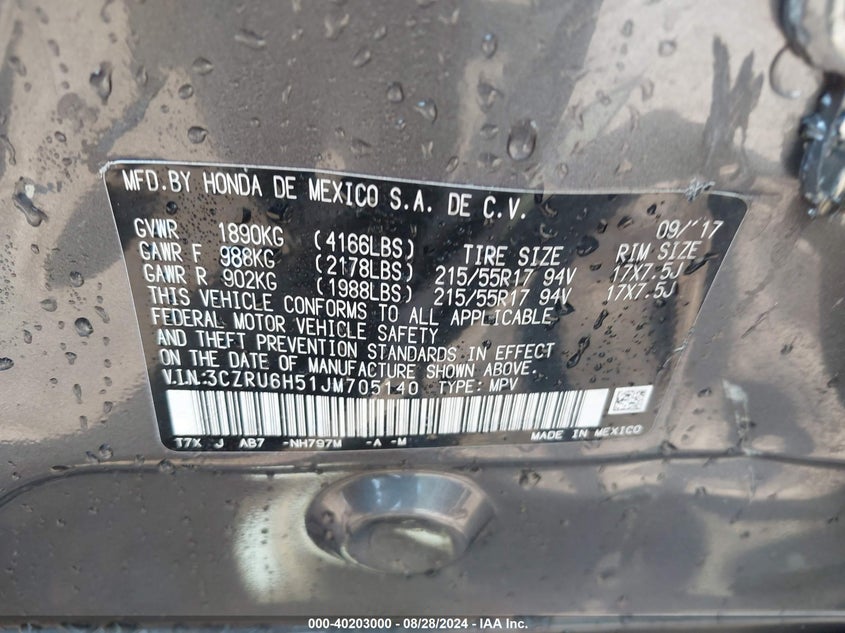 MFD.BY HONDA DE MEXICO S.A. DE C.V.
09/'17
GVWR 1890KG (4166LBS) TIRE SIZE RIM SIZE
GAWR F 988KG (2178LBS) 215/55R17 94V 17X7.5J
GAWR R 902KG (1988LBS) 215/55R17 94V 17X7.5J
THIS VEHICLE CONFORMS TO ALL APPLICABLE
FEDERAL MOTOR VEHICLE SAFETY
AND THEFT PREVENTION STANDARDS IN EFFECT
ON THE DATE OF MANUFACTURE SHOWN ABOVE.
V.I.N:3CZRU6H51JM705140 TYPE: MPV
T7X J AB7 -NH797M -A -M
MADE IN MEXICO
000-40203000 - 08/28/2024 - IAA Inc.